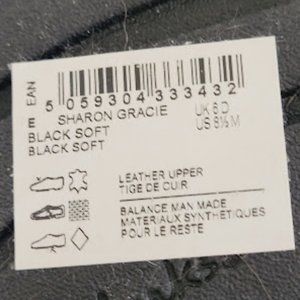 EAN
5 059304 333432
E SHARON GRACIE UK 6 D
BLACK SOFT US 8½ M
BLACK SOFT
LEATHER UPPER
TIGE DE CUIR
BALANCE MAN MADE
MATERIAUX SYNTHETIQUES
POUR LE RESTE